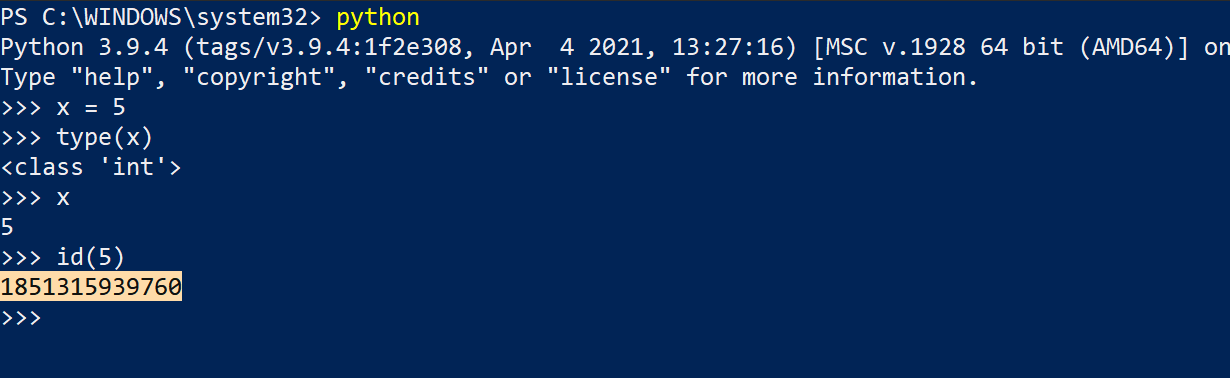 PS C:\WINDOWS\system32> python
Python 3.9.4 (tags/v3.9.4:1f2e308, Apr  4 2021, 13:27:16) [MSC v.1928 64 bit (AMD64)] on
Type "help", "copyright", "credits" or "license" for more information.
>>> x = 5
>>> type(x)
<class 'int'>
>>> x
5
>>> id(5)
1851315939760
>>>